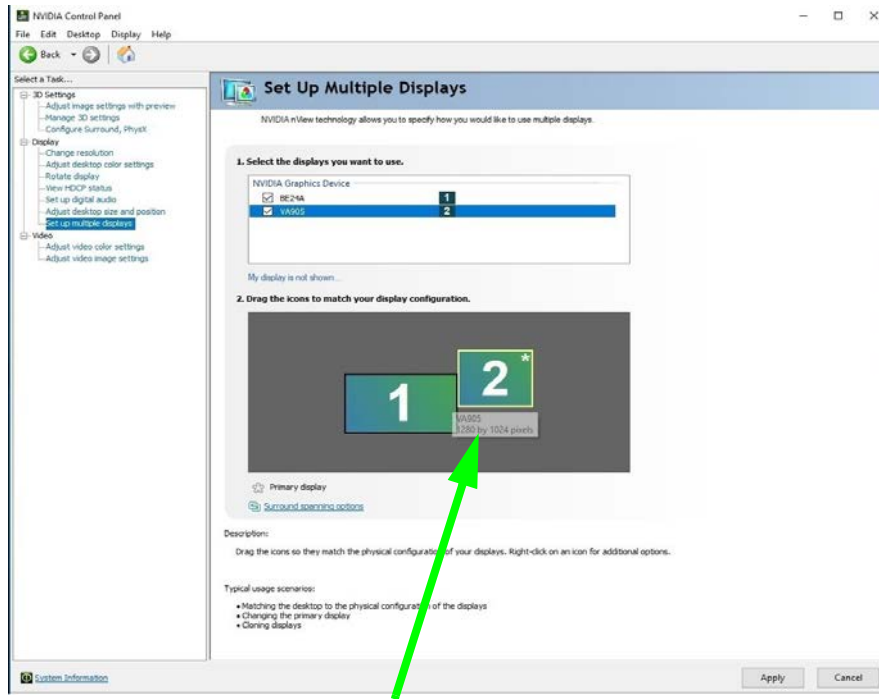 NVIDIA Control Panel
File Edit Desktop Display Help
Back
Select a Task...
3D Settings
Adjust image settings with preview
Manage 3D settings
Configure Surround, PhysX
Display
Change resolution
Adjust desktop color settings
Rotate display
View HDCP status
Set up digital audio
Adjust desktop size and position
Set up multiple displays
Video
Adjust video color settings
Adjust video image settings
Set Up Multiple Displays
NVIDIA nView technology allows you to specify how you would like to use multiple displays.
1. Select the displays you want to use.
NVIDIA Graphics Device
BE24A 1
VA905 2
My display is not shown...
2. Drag the icons to match your display configuration.
1
2
*
VA905
1280 by 1024 pixels
Primary display
Surround spanning options
Description:
Drag the icons so they match the physical configuration of your displays. Right-click on an icon for additional options.
Typical usage scenarios:
• Matching the desktop to the physical configuration of the displays
• Changing the primary display
• Cloning displays
System Information
Apply Cancel